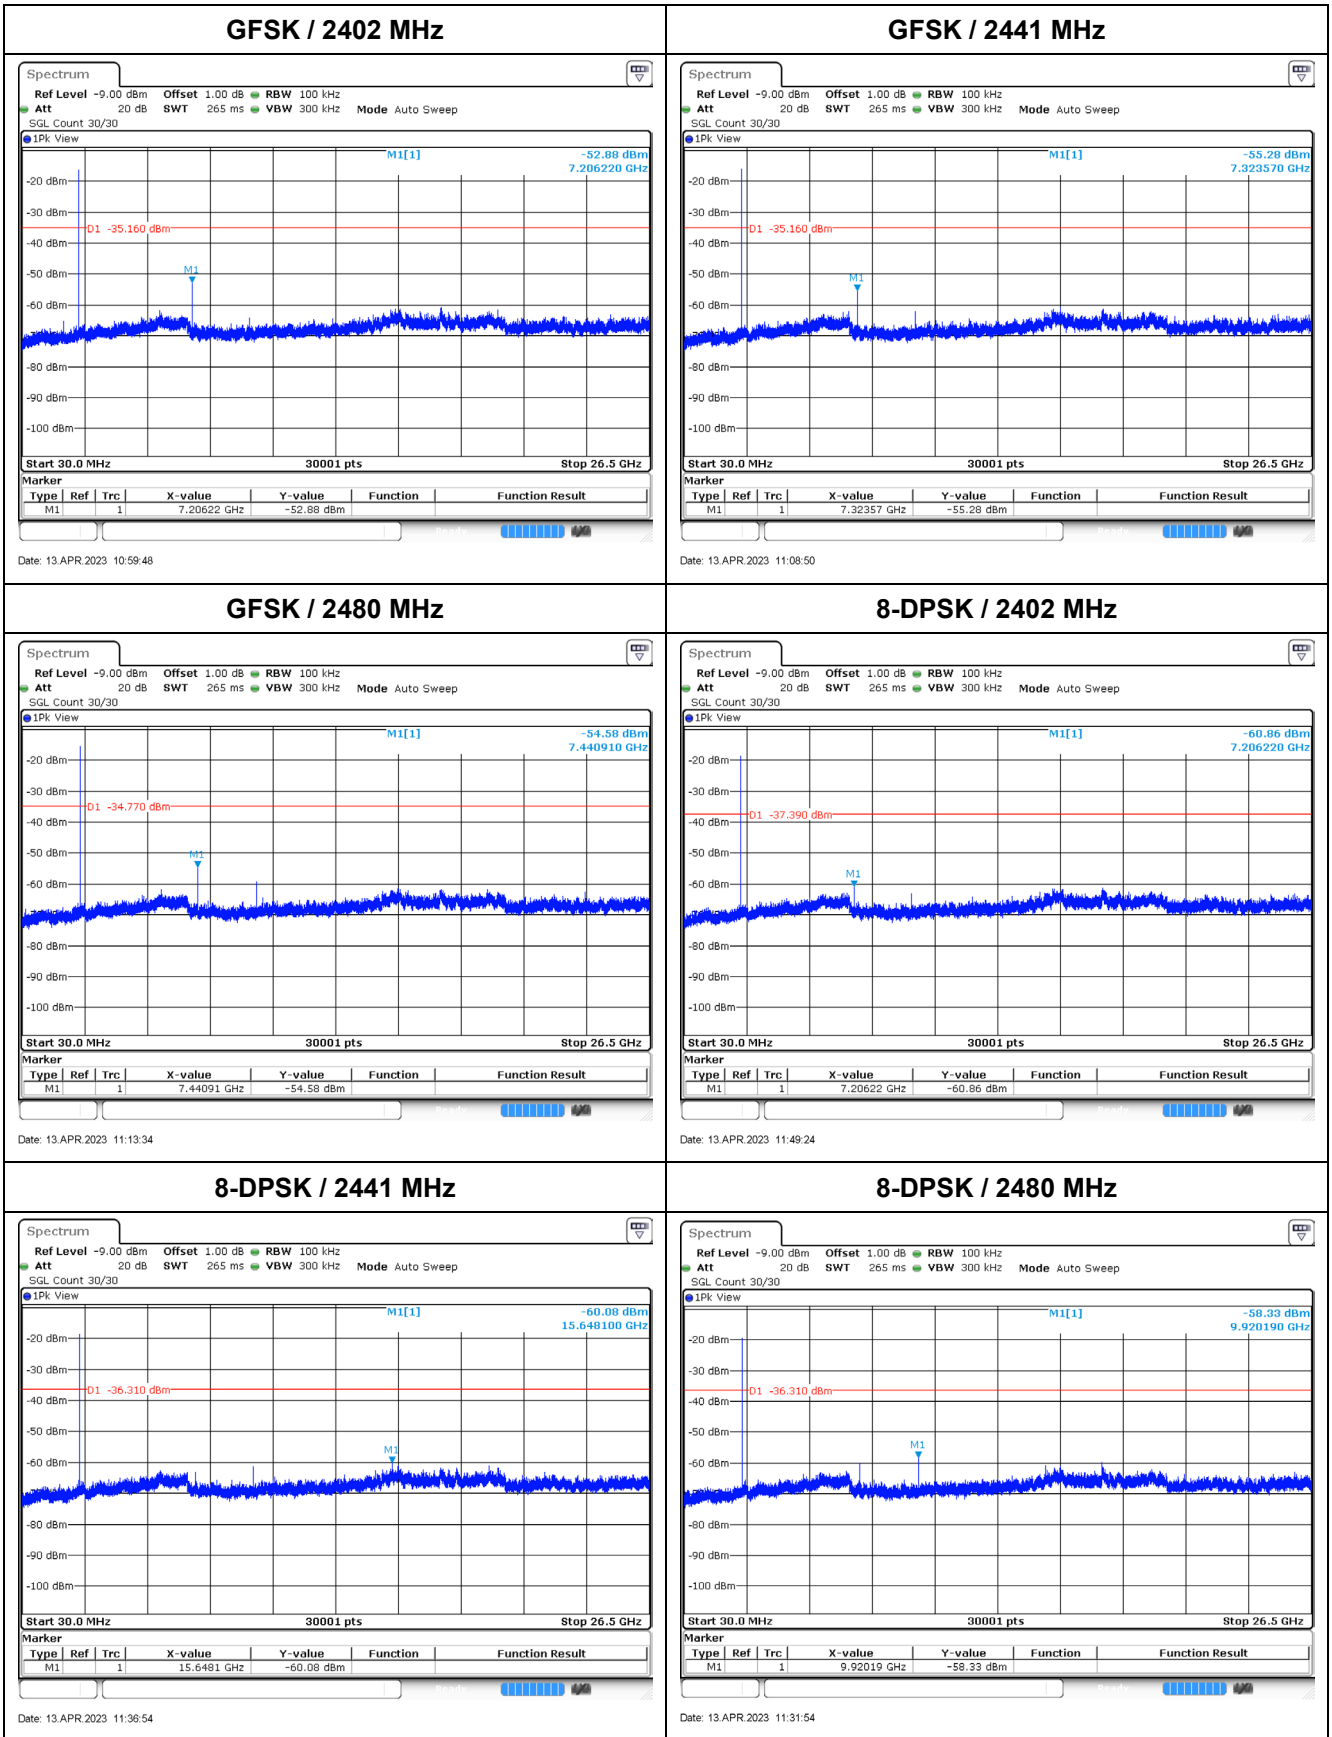 GFSK / 2402 MHz
Spectrum
Ref Level -9.00 dBm Offset 1.00 dB RBW 100 kHz
Att 20 dB SWT 265 ms VBW 300 kHz Mode Auto Sweep
SGL Count 30/30
1Pk View
M1[1] -52.88 dBm
7.206220 GHz
-20 dBm
-30 dBm
D1 -35.160 dBm
-40 dBm
-50 dBm
M1
-60 dBm
-80 dBm
-90 dBm
-100 dBm
Start 30.0 MHz 30001 pts Stop 26.5 GHz
Marker
Type Ref Trc X-value Y-value Function Function Result
M1 1 7.20622 GHz -52.88 dBm
Ready
Date: 13.APR.2023 10:59:48
GFSK / 2441 MHz
Spectrum
Ref Level -9.00 dBm Offset 1.00 dB RBW 100 kHz
Att 20 dB SWT 265 ms VBW 300 kHz Mode Auto Sweep
SGL Count 30/30
1Pk View
M1[1] -55.28 dBm
7.323570 GHz
-20 dBm
-30 dBm
D1 -35.160 dBm
-40 dBm
-50 dBm
M1
-60 dBm
-80 dBm
-90 dBm
-100 dBm
Start 30.0 MHz 30001 pts Stop 26.5 GHz
Marker
Type Ref Trc X-value Y-value Function Function Result
M1 1 7.32357 GHz -55.28 dBm
Ready
Date: 13.APR.2023 11:08:50
GFSK / 2480 MHz
Spectrum
Ref Level -9.00 dBm Offset 1.00 dB RBW 100 kHz
Att 20 dB SWT 265 ms VBW 300 kHz Mode Auto Sweep
SGL Count 30/30
1Pk View
M1[1] -54.58 dBm
7.440910 GHz
-20 dBm
-30 dBm
D1 -34.770 dBm
-40 dBm
-50 dBm
M1
-60 dBm
-80 dBm
-90 dBm
-100 dBm
Start 30.0 MHz 30001 pts Stop 26.5 GHz
Marker
Type Ref Trc X-value Y-value Function Function Result
M1 1 7.44091 GHz -54.58 dBm
Ready
Date: 13.APR.2023 11:13:34
8-DPSK / 2402 MHz
Spectrum
Ref Level -9.00 dBm Offset 1.00 dB RBW 100 kHz
Att 20 dB SWT 265 ms VBW 300 kHz Mode Auto Sweep
SGL Count 30/30
1Pk View
M1[1] -60.86 dBm
7.206220 GHz
-20 dBm
-30 dBm
D1 -37.390 dBm
-40 dBm
-50 dBm
M1
-60 dBm
-80 dBm
-90 dBm
-100 dBm
Start 30.0 MHz 30001 pts Stop 26.5 GHz
Marker
Type Ref Trc X-value Y-value Function Function Result
M1 1 7.20622 GHz -60.86 dBm
Ready
Date: 13.APR.2023 11:49:24
8-DPSK / 2441 MHz
Spectrum
Ref Level -9.00 dBm Offset 1.00 dB RBW 100 kHz
Att 20 dB SWT 265 ms VBW 300 kHz Mode Auto Sweep
SGL Count 30/30
1Pk View
M1[1] -60.08 dBm
15.648100 GHz
-20 dBm
-30 dBm
D1 -36.310 dBm
-40 dBm
-50 dBm
M1
-60 dBm
-80 dBm
-90 dBm
-100 dBm
Start 30.0 MHz 30001 pts Stop 26.5 GHz
Marker
Type Ref Trc X-value Y-value Function Function Result
M1 1 15.6481 GHz -60.08 dBm
Ready
Date: 13.APR.2023 11:36:54
8-DPSK / 2480 MHz
Spectrum
Ref Level -9.00 dBm Offset 1.00 dB RBW 100 kHz
Att 20 dB SWT 265 ms VBW 300 kHz Mode Auto Sweep
SGL Count 30/30
1Pk View
M1[1] -58.33 dBm
9.920190 GHz
-20 dBm
-30 dBm
D1 -36.310 dBm
-40 dBm
-50 dBm
M1
-60 dBm
-80 dBm
-90 dBm
-100 dBm
Start 30.0 MHz 30001 pts Stop 26.5 GHz
Marker
Type Ref Trc X-value Y-value Function Function Result
M1 1 9.92019 GHz -58.33 dBm
Ready
Date: 13.APR.2023 11:31:54